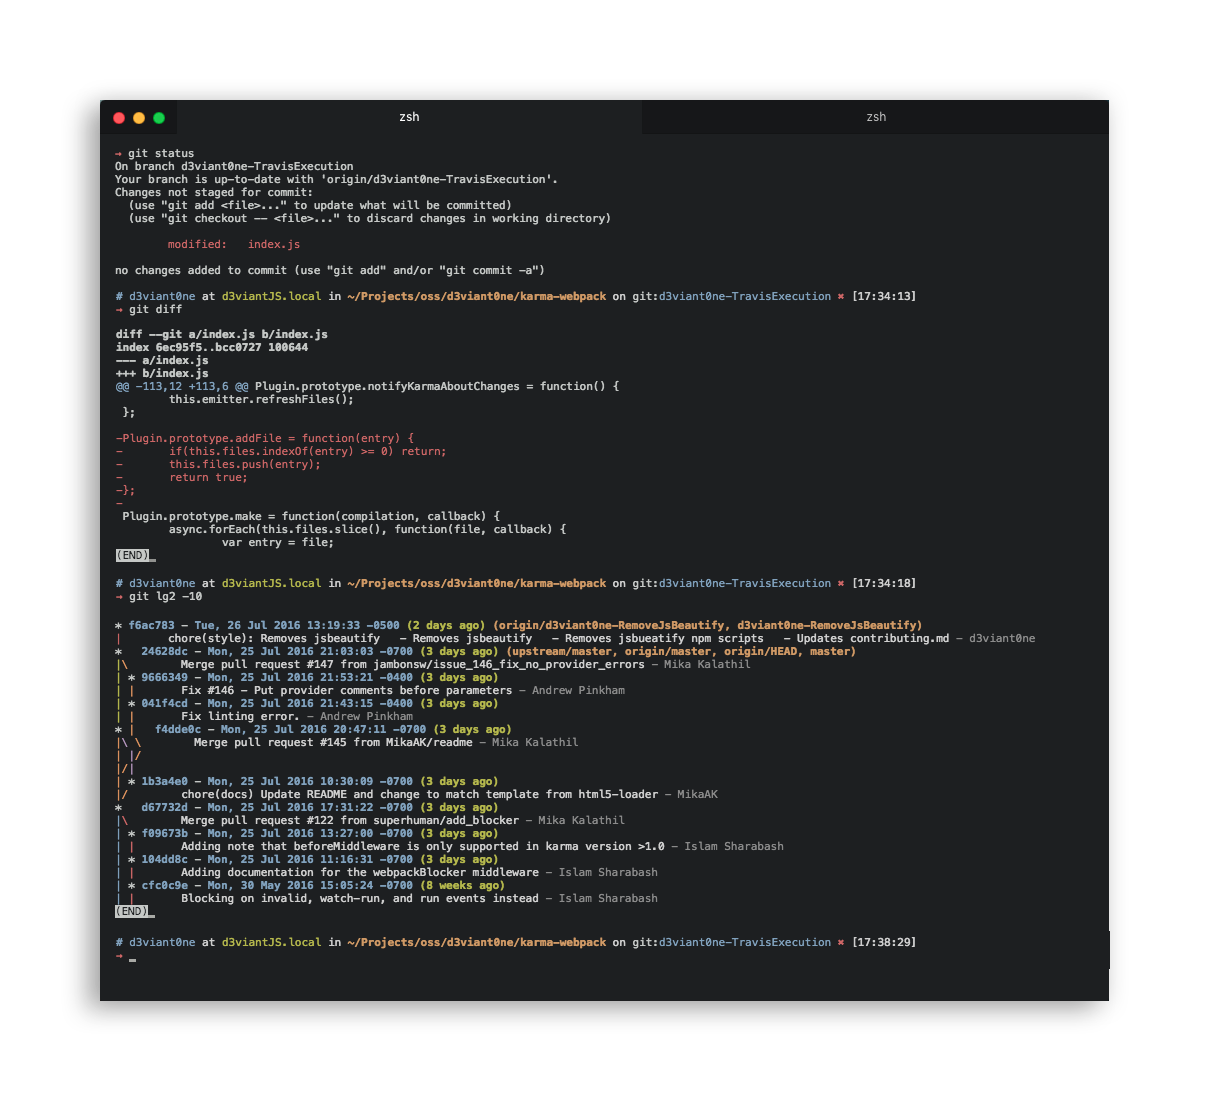 zsh
zsh
→ git status
On branch d3viant0ne-TravisExecution
Your branch is up-to-date with 'origin/d3viant0ne-TravisExecution'.
Changes not staged for commit:
  (use "git add <file>..." to update what will be committed)
  (use "git checkout -- <file>..." to discard changes in working directory)
        modified:   index.js
no changes added to commit (use "git add" and/or "git commit -a")
# d3viant0ne at d3viantJS.local in ~/Projects/oss/d3viant0ne/karma-webpack on git:d3viant0ne-TravisExecution ✖ [17:34:13]
→ git diff
diff --git a/index.js b/index.js
index 6ec95f5..bcc0727 100644
--- a/index.js
+++ b/index.js
@@ -113,12 +113,6 @@ Plugin.prototype.notifyKarmaAboutChanges = function() {
        this.emitter.refreshFiles();
 };
-Plugin.prototype.addFile = function(entry) {
-       if(this.files.indexOf(entry) >= 0) return;
-       this.files.push(entry);
-       return true;
-};
-
 Plugin.prototype.make = function(compilation, callback) {
        async.forEach(this.files.slice(), function(file, callback) {
                var entry = file;
(END)_
# d3viant0ne at d3viantJS.local in ~/Projects/oss/d3viant0ne/karma-webpack on git:d3viant0ne-TravisExecution ✖ [17:34:18]
→ git lg2 -10
* f6ac783 - Tue, 26 Jul 2016 13:19:33 -0500 (2 days ago) (origin/d3viant0ne-RemoveJsBeautify, d3viant0ne-RemoveJsBeautify)
|       chore(style): Removes jsbeautify   - Removes jsbeautify   - Removes jsbueatify npm scripts   - Updates contributing.md - d3viant0ne
*   24628dc - Mon, 25 Jul 2016 21:03:03 -0700 (3 days ago) (upstream/master, origin/master, origin/HEAD, master)
|\        Merge pull request #147 from jambonsw/issue_146_fix_no_provider_errors - Mika Kalathil
| * 9666349 - Mon, 25 Jul 2016 21:53:21 -0400 (3 days ago)
| |       Fix #146 - Put provider comments before parameters - Andrew Pinkham
| * 041f4cd - Mon, 25 Jul 2016 21:43:15 -0400 (3 days ago)
| |       Fix linting error. - Andrew Pinkham
* |   f4dde0c - Mon, 25 Jul 2016 20:47:11 -0700 (3 days ago)
|\ \        Merge pull request #145 from MikaAK/readme - Mika Kalathil
| |/
|/|
| * 1b3a4e0 - Mon, 25 Jul 2016 10:30:09 -0700 (3 days ago)
|/        chore(docs) Update README and change to match template from html5-loader - MikaAK
*   d67732d - Mon, 25 Jul 2016 17:31:22 -0700 (3 days ago)
|\        Merge pull request #122 from superhuman/add_blocker - Mika Kalathil
| * f09673b - Mon, 25 Jul 2016 13:27:00 -0700 (3 days ago)
| |       Adding note that beforeMiddleware is only supported in karma version >1.0 - Islam Sharabash
| * 104dd8c - Mon, 25 Jul 2016 11:16:31 -0700 (3 days ago)
| |       Adding documentation for the webpackBlocker middleware - Islam Sharabash
| * cfc0c9e - Mon, 30 May 2016 15:05:24 -0700 (8 weeks ago)
| |       Blocking on invalid, watch-run, and run events instead - Islam Sharabash
(END)_
# d3viant0ne at d3viantJS.local in ~/Projects/oss/d3viant0ne/karma-webpack on git:d3viant0ne-TravisExecution ✖ [17:38:29]
→ _